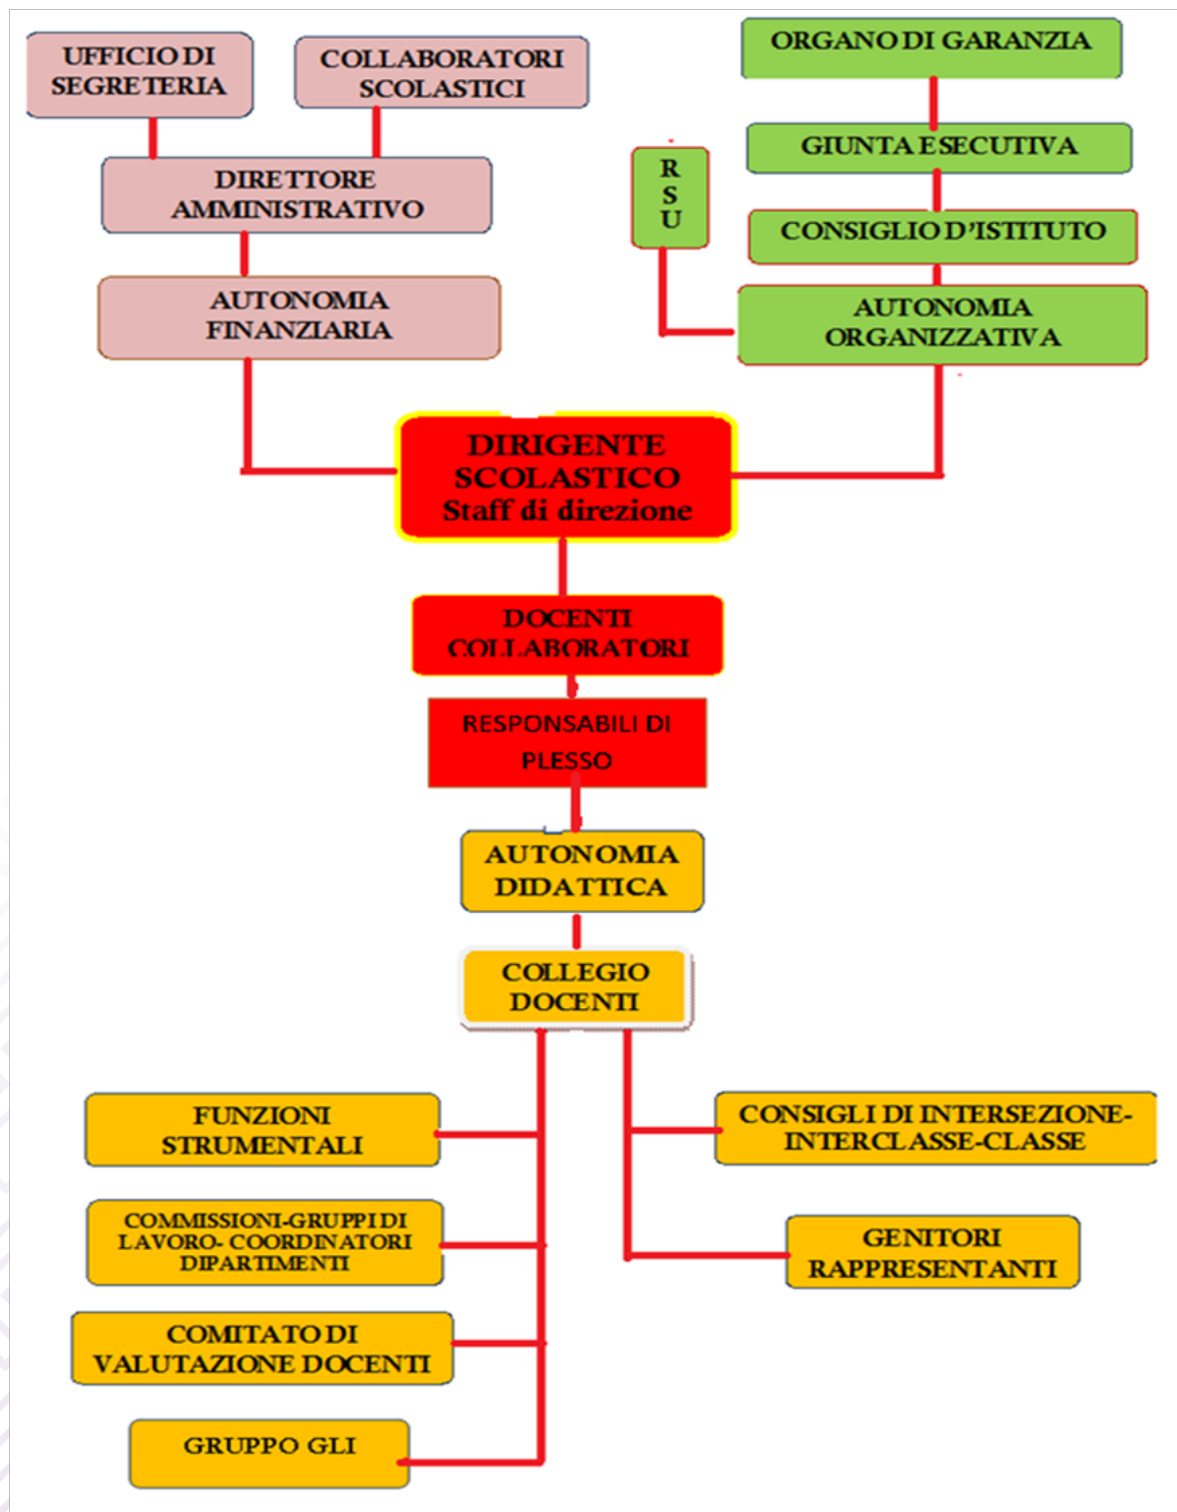 UFFICIO DI
SEGRETERIA
COLLABORATORI
SCOLASTICI
DIRETTORE
AMMINISTRATIVO
AUTONOMIA
FINANZIARIA
ORGANO DI GARANZIA
GIUNTA ESECUTIVA
R
S
U
CONSIGLIO D'ISTITUTO
AUTONOMIA
ORGANIZZATIVA
DIRIGENTE
SCOLASTICO
Staff di direzione
DOCENTI
COLLABORATORI
RESPONSABILI DI
PLESSO
AUTONOMIA
DIDATTICA
COLLEGIO
DOCENTI
FUNZIONI
STRUMENTALI
COMMISSIONI-GRUPPI DI
LAVORO- COORDINATORI
DIPARTIMENTI
COMITATO DI
VALUTAZIONE DOCENTI
GRUPPO GLI
CONSIGLI DI INTERSEZIONE-
INTERCLASSE-CLASSE
GENITORI
RAPPRESENTANTI